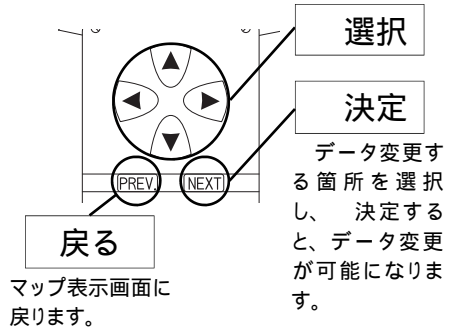 選択
決定
データ変更す
る箇所を選択
し、　決定する
と、データ変更
が可能になりま
す。
PREV.
NEXT
戻る
マップ表示画面に
戻ります。